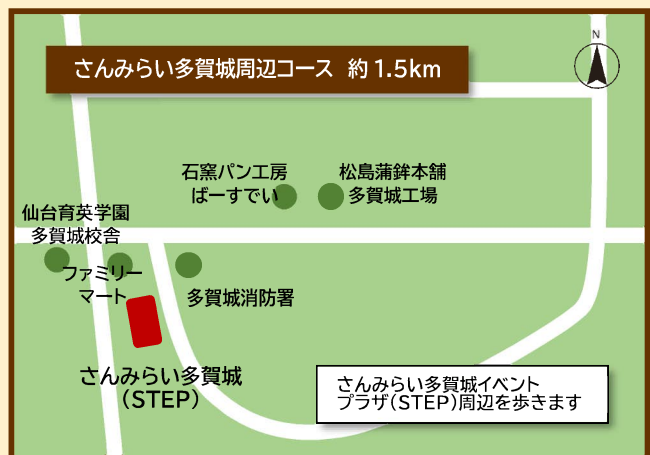 さんみらい多賀城周辺コース 約1.5km
N
石窯パン工房
ばーすでい
松島蒲鉾本舗
多賀城工場
仙台育英学園
多賀城校舎
ファミリー
マート
多賀城消防署
さんみらい多賀城
(STEP)
さんみらい多賀城イベント
プラザ(STEP)周辺を歩きます